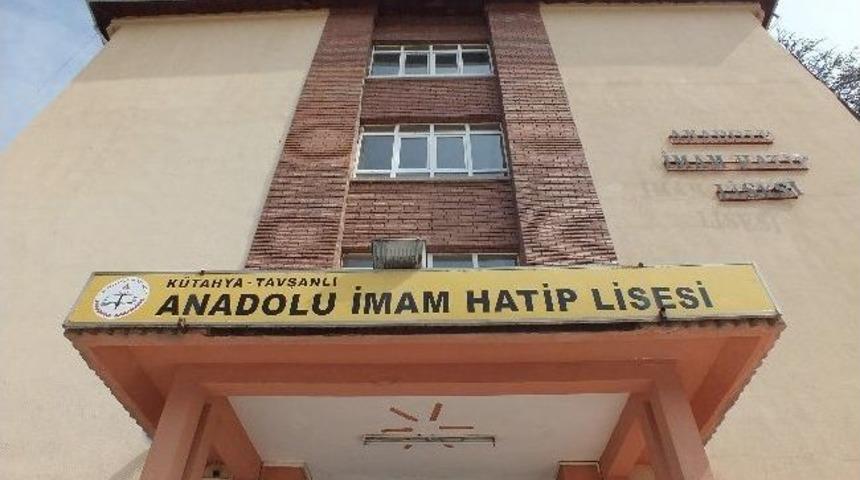 ANADOLU
İMAM HATİP
LİSESİ
KÜTAHYA - TAVŞANLI
ANADOLU İMAM HATİP LİSESİ